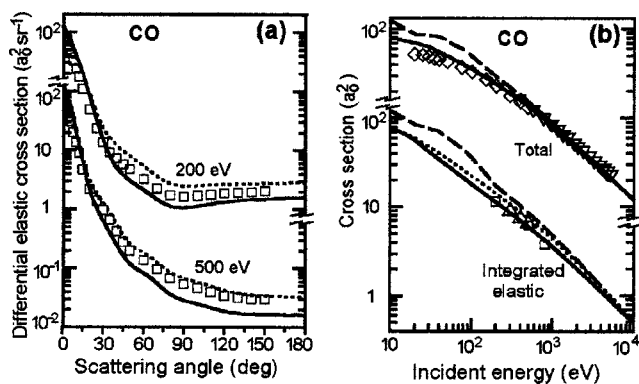 CO (a)
Differential elastic cross section (a₀² sr⁻¹)
10²
10¹
10²
10¹
1
10⁻¹
10⁻²
200 eV
500 eV
0 30 60 90 120 150 180
Scattering angle (deg)
CO (b)
Cross section (a₀²)
10²
10²
10
1
Total
Integrated
elastic
10 10² 10³ 10⁴
Incident energy (eV)